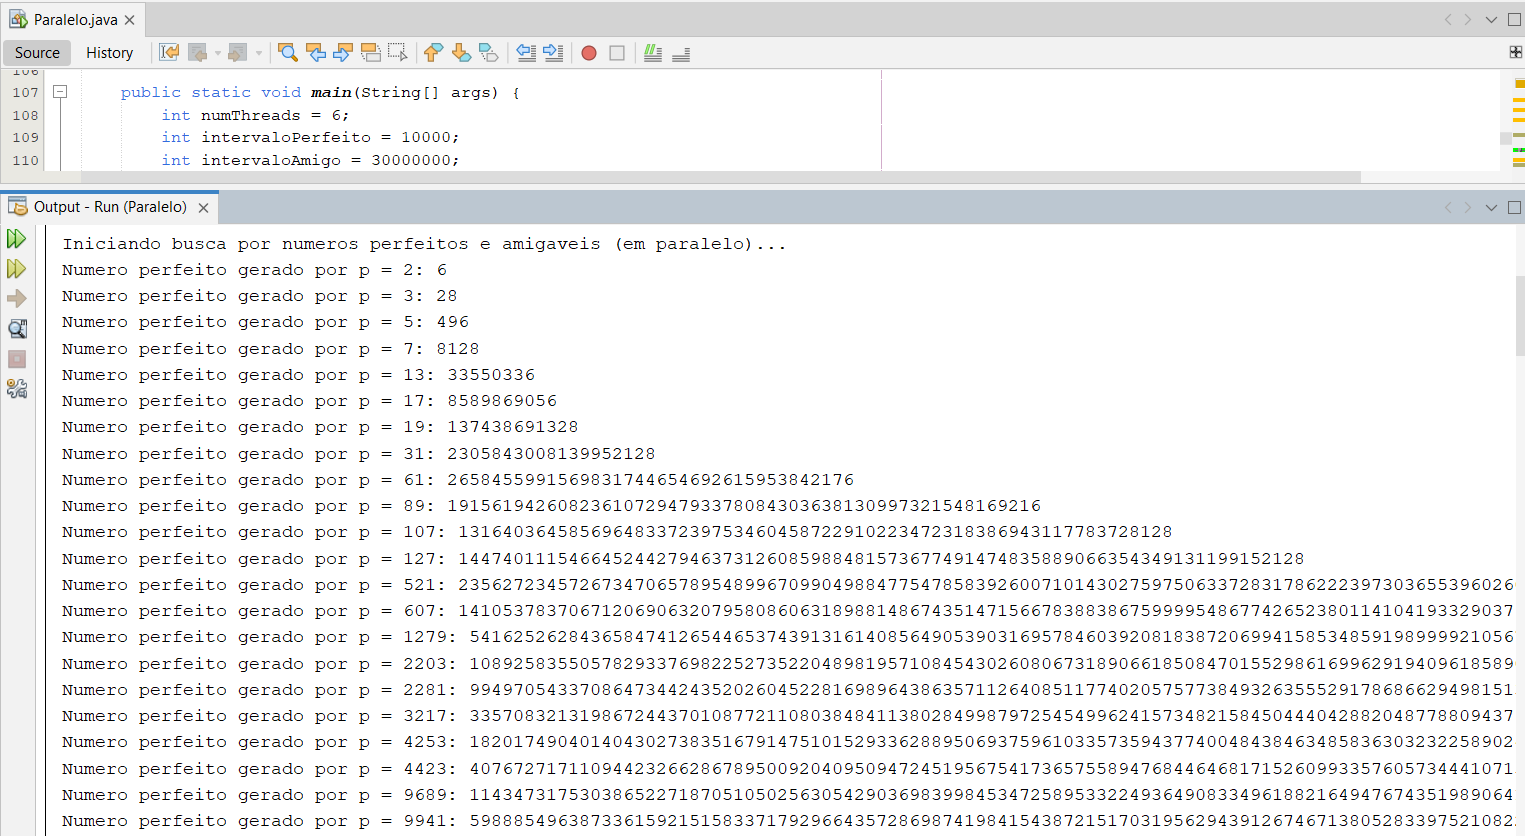 Paralelo.java
Source History
106
107 public static void main(String[] args) {
108 int numThreads = 6;
109 int intervaloPerfeito = 10000;
110 int intervaloAmigo = 30000000;
Output - Run (Paralelo)
Iniciando busca por numeros perfeitos e amigaveis (em paralelo)...
Numero perfeito gerado por p = 2: 6
Numero perfeito gerado por p = 3: 28
Numero perfeito gerado por p = 5: 496
Numero perfeito gerado por p = 7: 8128
Numero perfeito gerado por p = 13: 33550336
Numero perfeito gerado por p = 17: 8589869056
Numero perfeito gerado por p = 19: 137438691328
Numero perfeito gerado por p = 31: 2305843008139952128
Numero perfeito gerado por p = 61: 2658455991569831744654692615953842176
Numero perfeito gerado por p = 89: 191561942608236107294793378084303638130997321548169216
Numero perfeito gerado por p = 107: 13164036458569648337239753460458722910223472318386943117783728128
Numero perfeito gerado por p = 127: 14474011154664524427946373126085988481573677491474835889066354349131199152128
Numero perfeito gerado por p = 521: 23562723457267347065789548996709904988477547858392600710143027597506337283178622239730365539602600
Numero perfeito gerado por p = 607: 141053783706712069063207958086063189881486743514715667838838675999954867742652380114104193329037
Numero perfeito gerado por p = 1279: 54162526284365847412654465374391316140856490539031695784603920818387206994158534859198999921056
Numero perfeito gerado por p = 2203: 10892583550578293376982252735220489819571084543026080673189066185084701552986169962919409618589
Numero perfeito gerado por p = 2281: 9949705433708647344243520260452281698964386357112640851177402057577384932635552917868662949815
Numero perfeito gerado por p = 3217: 33570832131986724437010877211080384841138028499879725454996241573482158450444042882048778809437
Numero perfeito gerado por p = 4253: 18201749040140430273835167914751015293362889506937596103357359437740048438463485836303232258902
Numero perfeito gerado por p = 4423: 40767271711094423266286789500920409509472451956754173657558947684464681715260993357605734441071
Numero perfeito gerado por p = 9689: 11434731753038652271870510502563054290369839984534725895332249364908334961882164947674351989064
Numero perfeito gerado por p = 9941: 59888549638733615921515833717929664357286987419841543872151703195629439126746713805283397521082